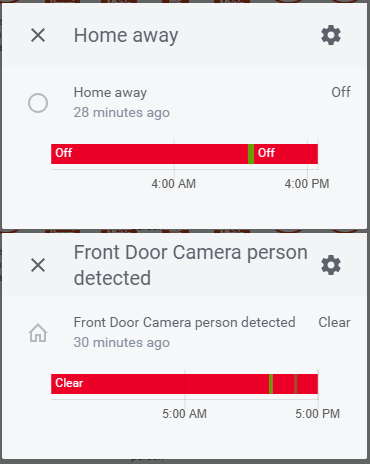 Home away
Home away Off
28 minutes ago
Off Off
4:00 AM 4:00 PM
Front Door Camera person
detected
Front Door Camera person detected Clear
30 minutes ago
Clear
5:00 AM 5:00 PM